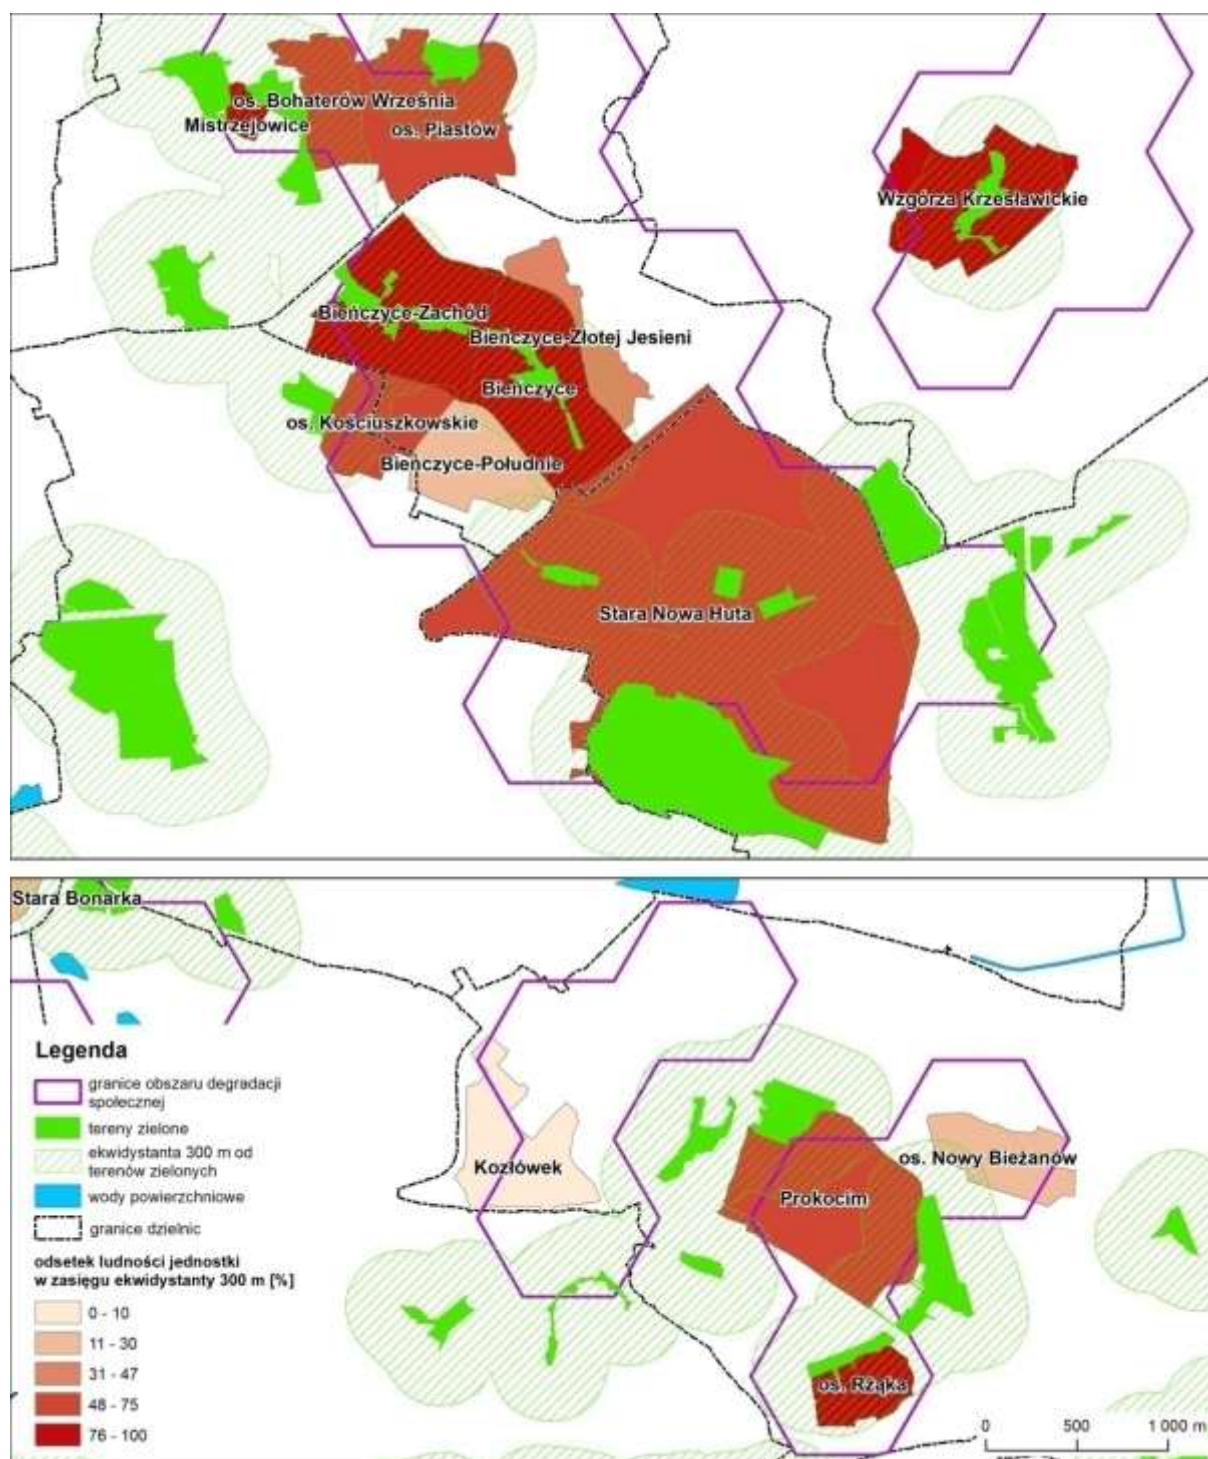 os. Bohaterów Września
Mistrzejowice
os. Piastów
Wzgórza Krzesławickie
Bieńczyce-Zachód
Bieńczyce-Złotej Jesieni
Bieńczyce
os. Kościuszkowskie
Bieńczyce-Południe
Stara Nowa Huta
Stara Bonarka
Legenda
granice obszaru degradacji
społecznej
tereny zielone
ekwidystanta 300 m od
terenów zielonych
wody powierzchniowe
granice dzielnic
odsetek ludności jednostki
w zasięgu ekwidystanty 300 m [%]
0 - 10
11 - 30
31 - 47
48 - 75
76 - 100
Kozłówek
os. Nowy Bieżanów
Prokocim
os. Rżąka
0 500 1 000 m